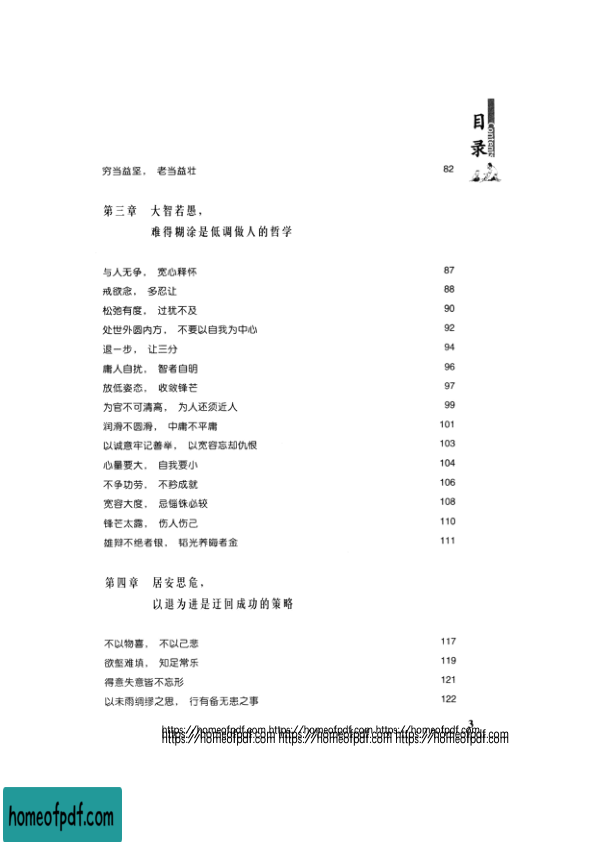 目录
穷当益坚， 老当益壮 82
第三章 大智若愚，
难得糊涂是低调做人的哲学
与人无争， 宽心释怀 87
戒欲念， 多忍让 88
松弛有度， 过犹不及 90
处世外圆内方， 不要以自我为中心 92
退一步， 让三分 94
庸人自扰， 智者自明 96
放低姿态， 收敛锋芒 97
为官不可清高， 为人还须近人 99
润滑不圆滑， 中庸不平庸 101
以诚意牢记善举， 以宽容忘却仇恨 103
心量要大， 自我要小 104
不争功劳， 不矜成就 106
宽容大度， 忌锱铢必较 108
锋芒太露， 伤人伤己 110
雄辩不绝者银， 韬光养晦者金 111
第四章 居安思危，
以退为进是迂回成功的策略
不以物喜， 不以己悲 117
欲壑难填， 知足常乐 119
得意失意皆不忘形 121
以未雨绸缪之思， 行有备无患之事 122
3
https://homeofpdf.com https://homeofpdf.com https://homeofpdf.com
https://homeofpdf.com https://homeofpdf.com https://homeofpdf.com
homeofpdf.com